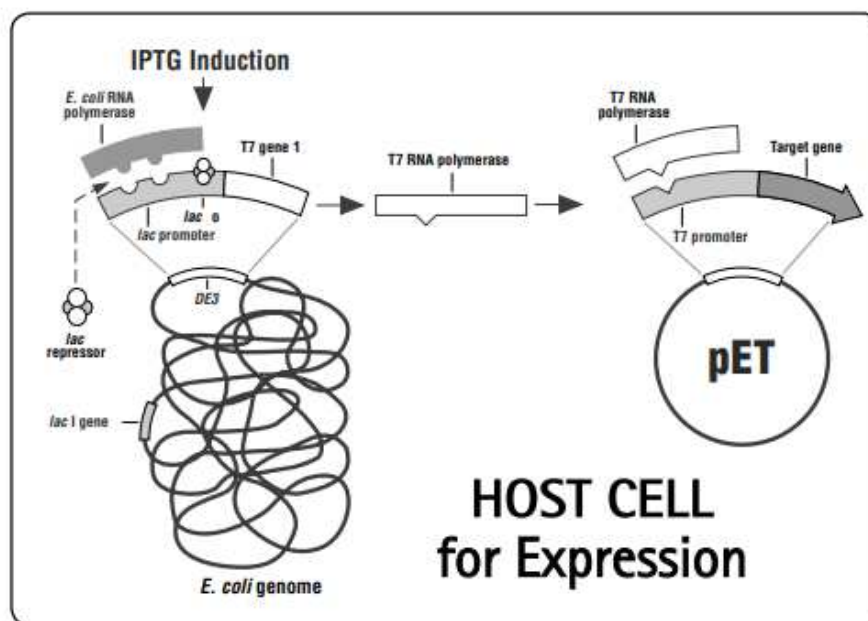 IPTG Induction
E. coli RNA
polymerase
T7 gene 1
lac o
lac promoter
T7 RNA polymerase
T7 RNA
polymerase
Target gene
T7 promoter
DE3
lac
repressor
lac I gene
pET
HOST CELL
for Expression
E. coli genome